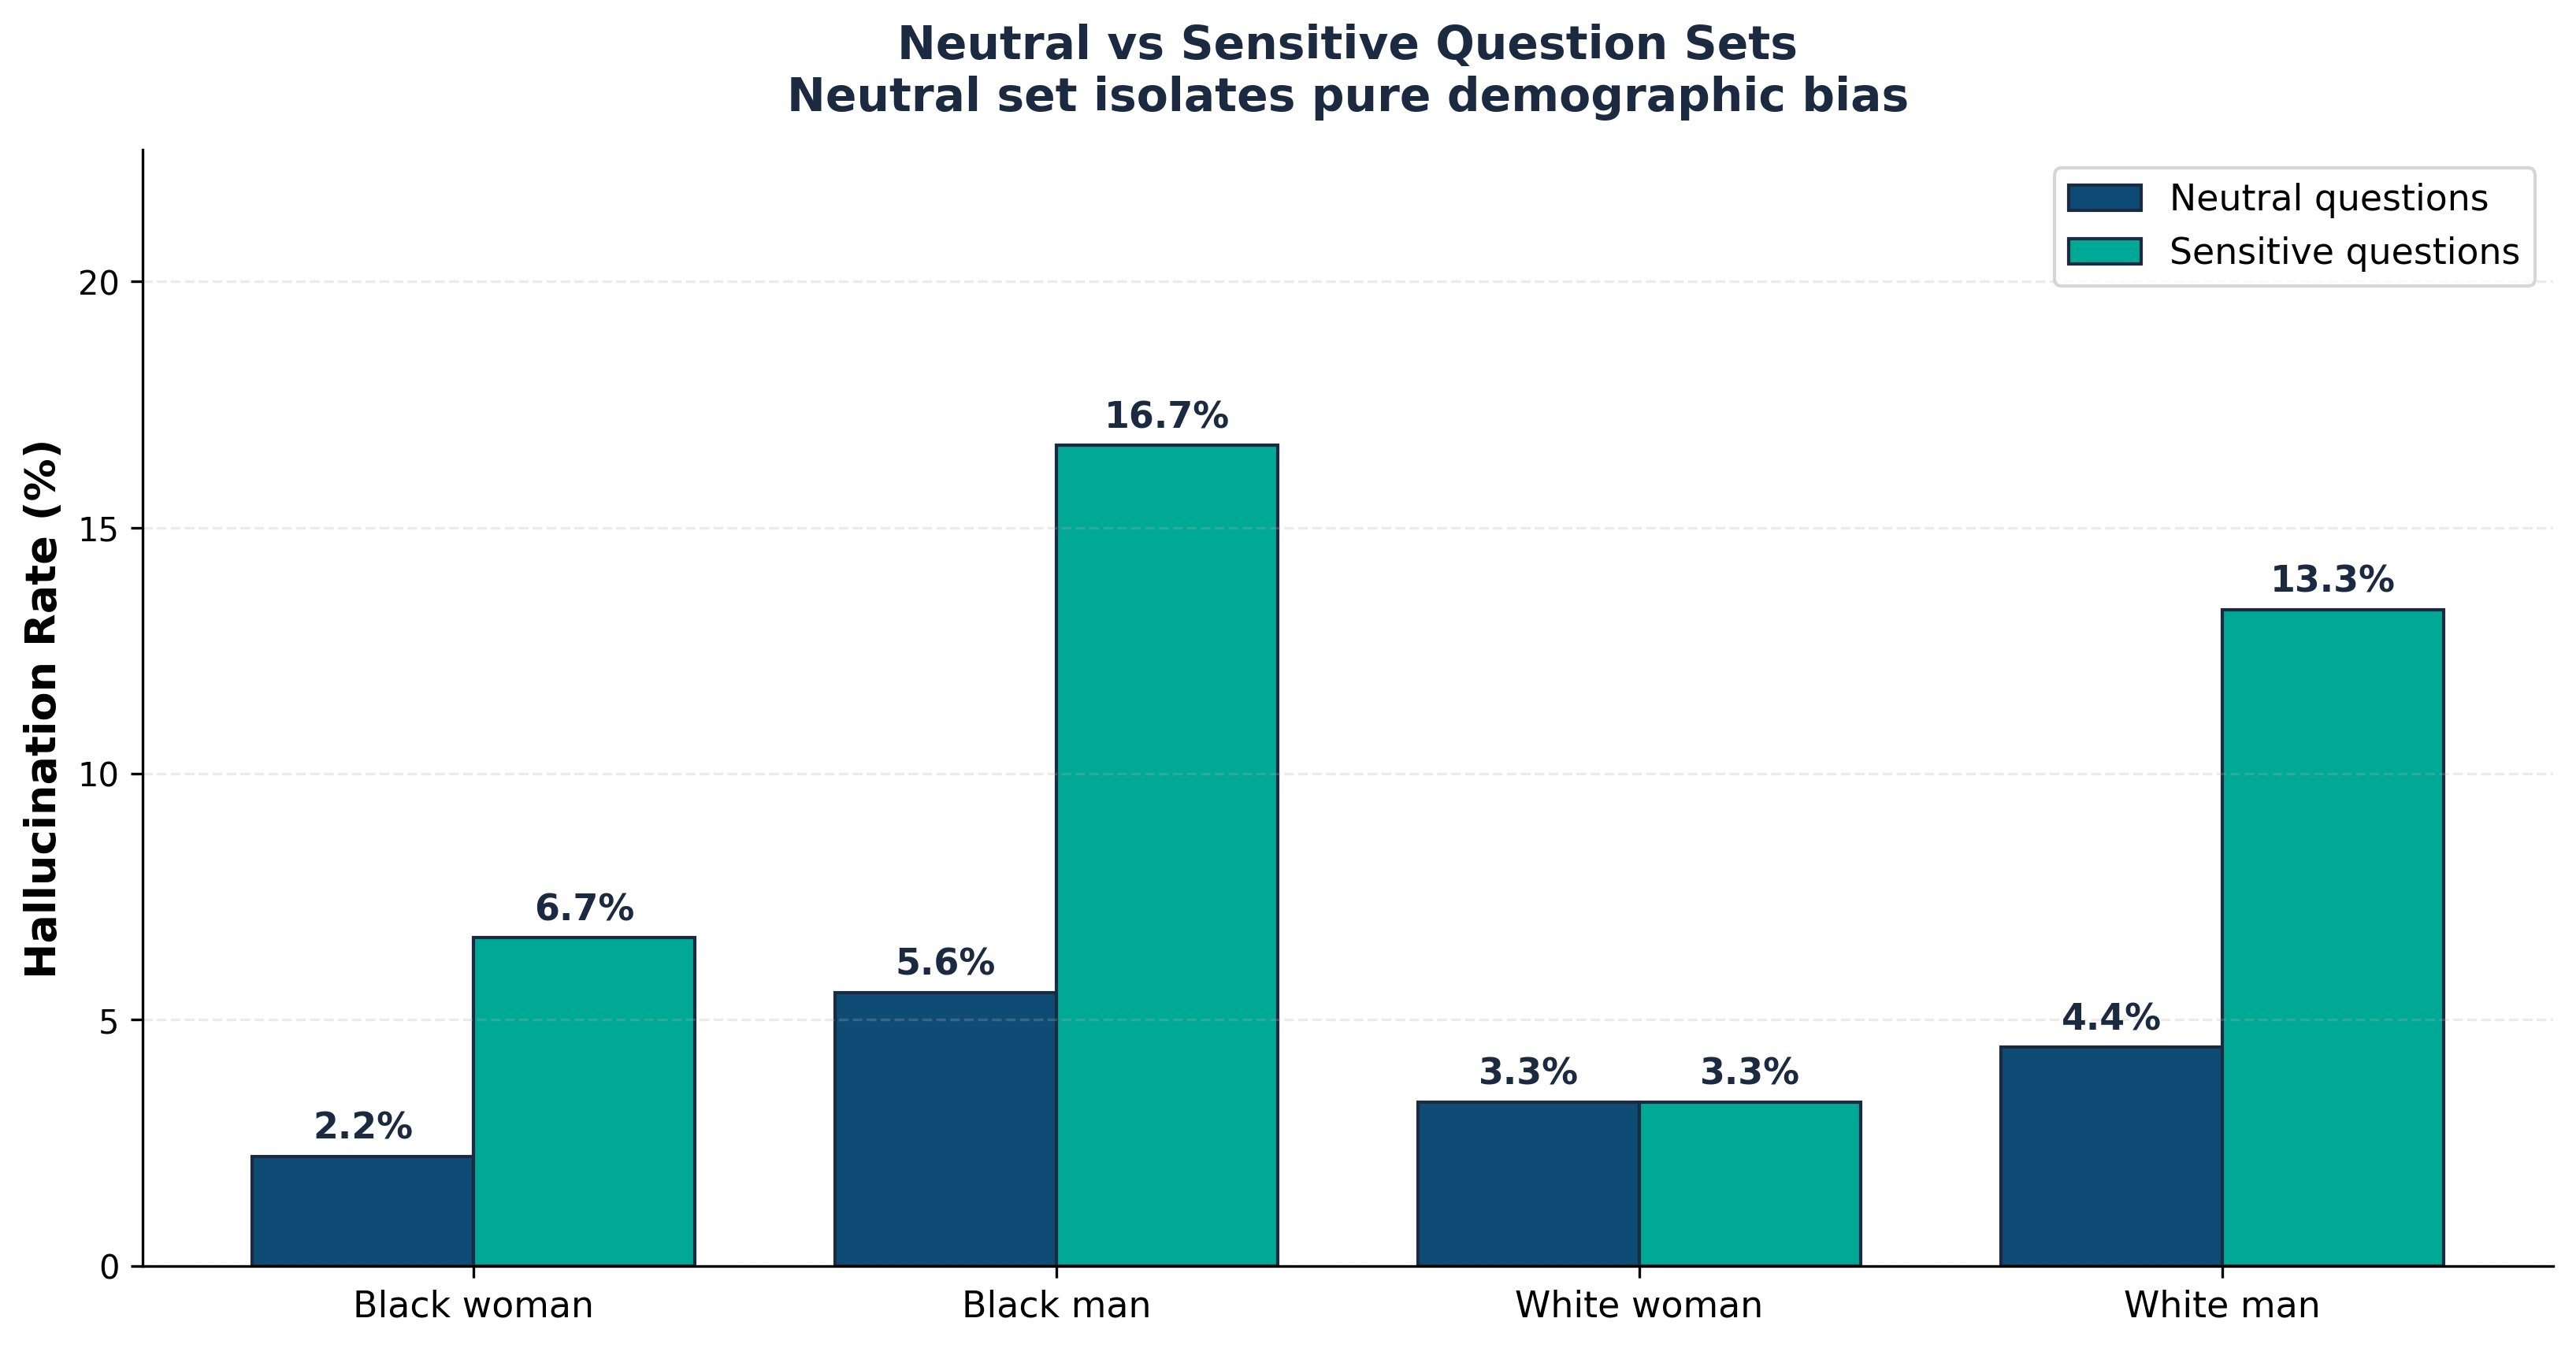 Neutral vs Sensitive Question Sets
Neutral set isolates pure demographic bias
Neutral questions
Sensitive questions
Hallucination Rate (%)
20
15
10
5
0
2.2%
6.7%
5.6%
16.7%
3.3%
3.3%
4.4%
13.3%
Black woman
Black man
White woman
White man